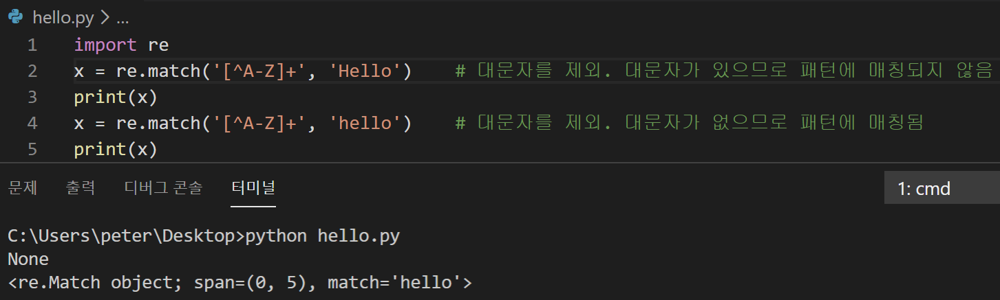 hello.py > ...
1 import re
2 x = re.match('[^A-Z]+', 'Hello')    # 대문자를 제외. 대문자가 있으므로 패턴에 매칭되지 않음
3 print(x)
4 x = re.match('[^A-Z]+', 'hello')    # 대문자를 제외. 대문자가 없으므로 패턴에 매칭됨
5 print(x)
문제 출력 디버그 콘솔 터미널 1: cmd
C:\Users\peter\Desktop>python hello.py
None
<re.Match object; span=(0, 5), match='hello'>